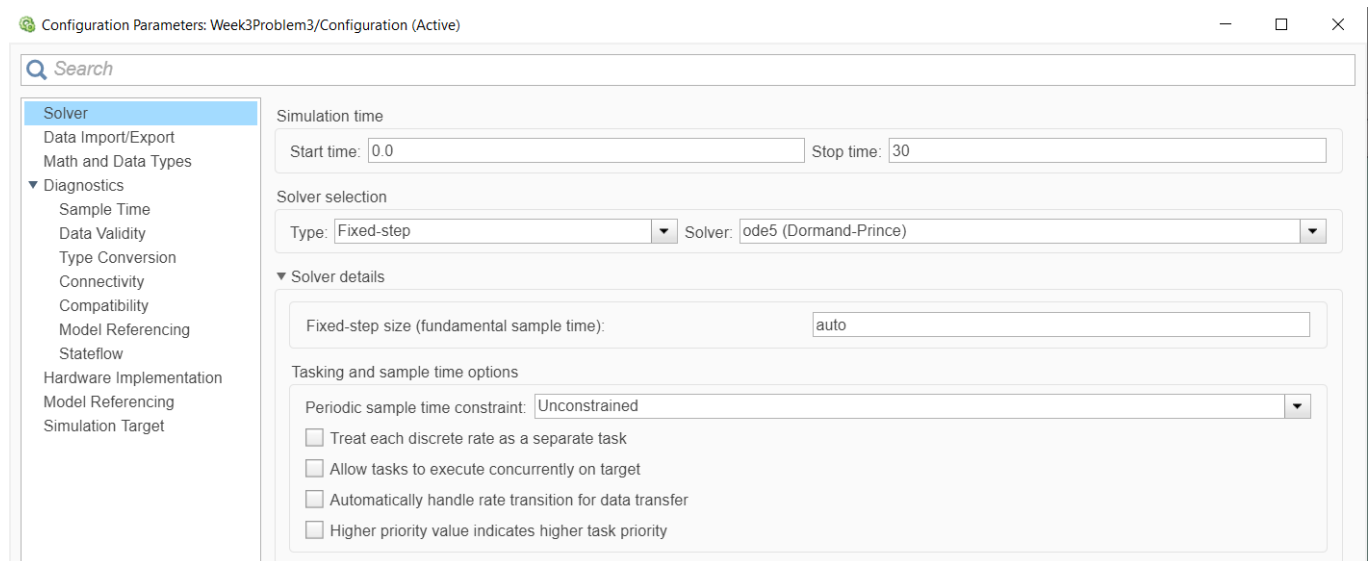 Configuration Parameters: Week3Problem3/Configuration (Active)
Search
Solver
Data Import/Export
Math and Data Types
Diagnostics
Sample Time
Data Validity
Type Conversion
Connectivity
Compatibility
Model Referencing
Stateflow
Hardware Implementation
Model Referencing
Simulation Target
Simulation time
Start time: 0.0 Stop time: 30
Solver selection
Type: Fixed-step Solver: ode5 (Dormand-Prince)
Solver details
Fixed-step size (fundamental sample time): auto
Tasking and sample time options
Periodic sample time constraint: Unconstrained
Treat each discrete rate as a separate task
Allow tasks to execute concurrently on target
Automatically handle rate transition for data transfer
Higher priority value indicates higher task priority